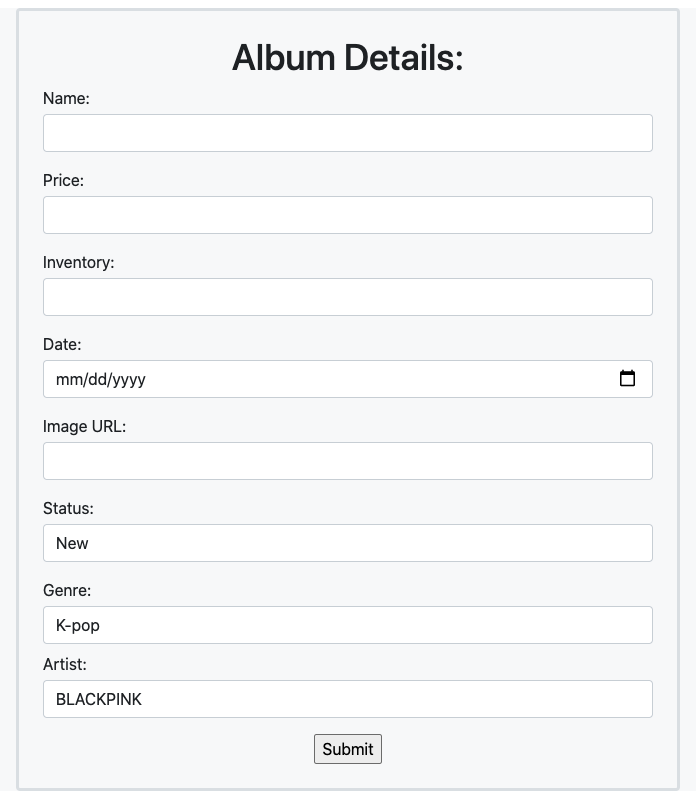 Album Details:
Name:
Price:
Inventory:
Date:
mm/dd/yyyy
Image URL:
Status:
New
Genre:
K-pop
Artist:
BLACKPINK
Submit